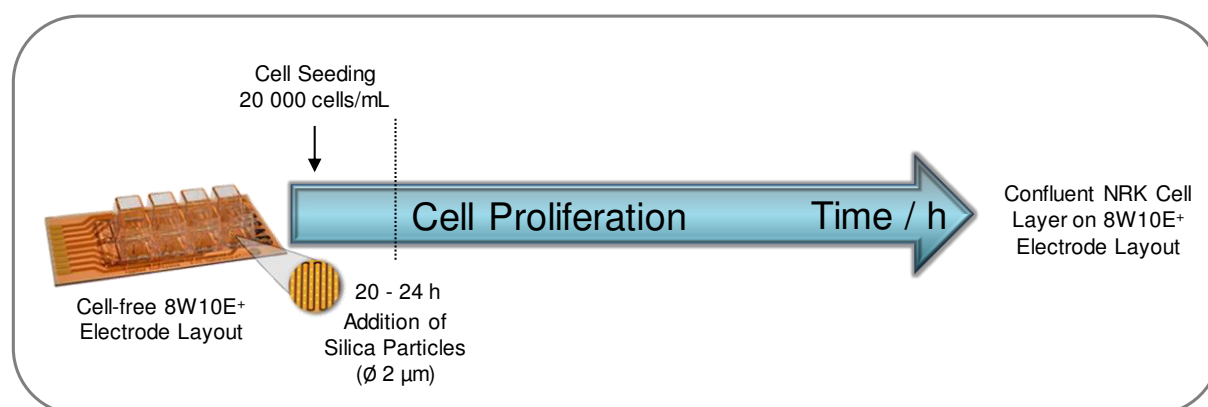 Cell Seeding
20 000 cells/mL
Cell Proliferation
Time / h
Confluent NRK Cell
Layer on 8W10E⁺
Electrode Layout
Cell-free 8W10E⁺
Electrode Layout
20 - 24 h
Addition of
Silica Particles
(Ø 2 µm)